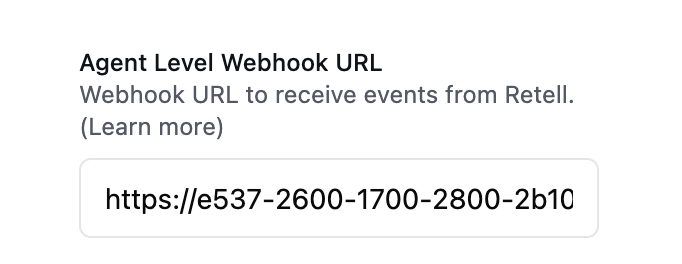 Agent Level Webhook URL
Webhook URL to receive events from Retell.
(Learn more)
https://e537-2600-1700-2800-2b10